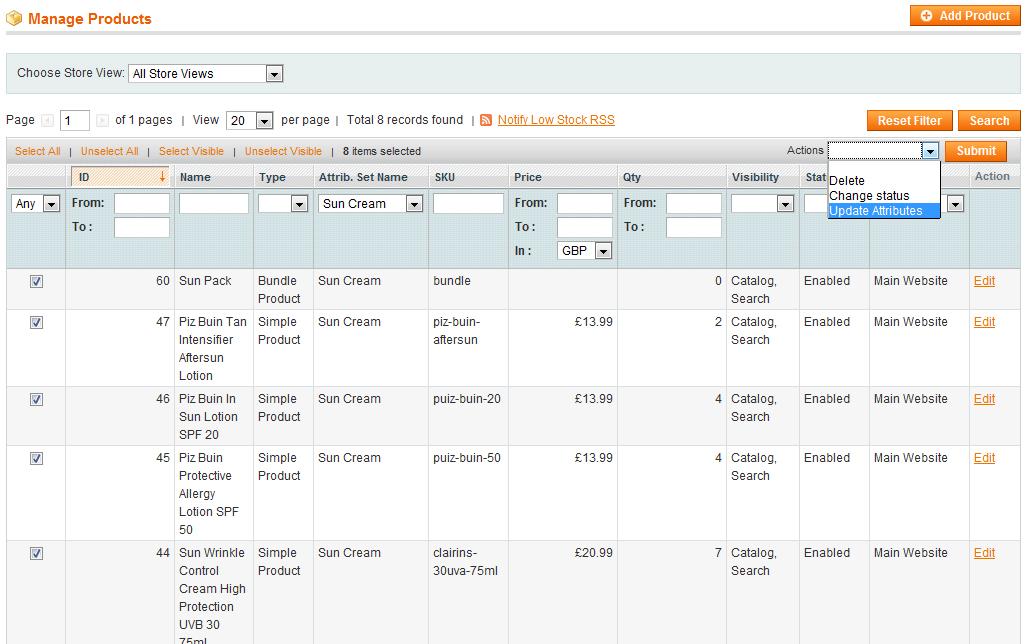 Manage Products
Add Product
Choose Store View: All Store Views
Page 1 of 1 pages | View 20 per page | Total 8 records found | Notify Low Stock RSS
Reset Filter Search
Select All | Unselect All | Select Visible | Unselect Visible | 8 items selected
Actions Submit
Delete
Change status
Update Attributes
ID Name Type Attrib. Set Name SKU Price Qty Visibility Stat Action
Any From: Sun Cream From: From:
To : To : To :
In : GBP
60 Sun Pack Bundle Sun Cream bundle 0 Catalog, Enabled Main Website Edit
Product Search
47 Piz Buin Tan Simple Sun Cream piz-buin- £13.99 2 Catalog, Enabled Main Website Edit
Intensifier Product aftersun Search
Aftersun
Lotion
46 Piz Buin In Simple Sun Cream puiz-buin-20 £13.99 4 Catalog, Enabled Main Website Edit
Sun Lotion Product Search
SPF 20
45 Piz Buin Simple Sun Cream puiz-buin-50 £13.99 4 Catalog, Enabled Main Website Edit
Protective Product Search
Allergy
Lotion SPF
50
44 Sun Wrinkle Simple Sun Cream clairins- £20.99 7 Catalog, Enabled Main Website Edit
Control Product 30uva-75ml Search
Cream High
Protection
UVB 30
75ml